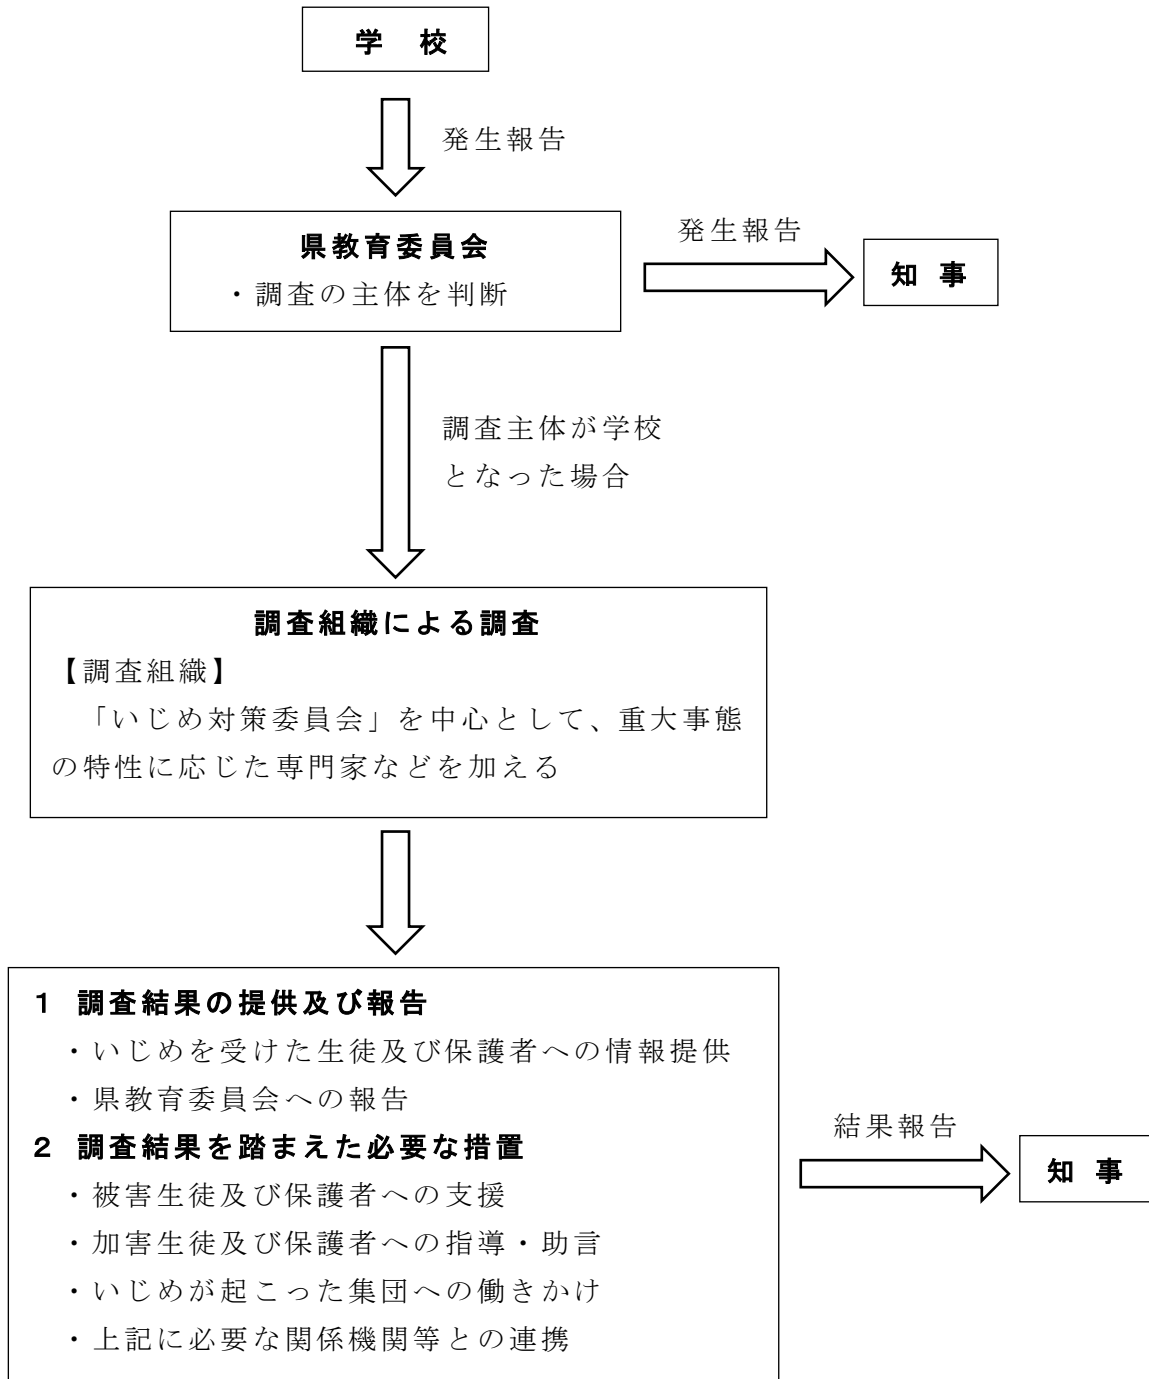 学 校
発生報告
県教育委員会
・調査の主体を判断
発生報告
知 事
調査主体が学校
となった場合
調査組織による調査
【調査組織】
「いじめ対策委員会」を中心として、重大事態
の特性に応じた専門家などを加える
1 調査結果の提供及び報告
・いじめを受けた生徒及び保護者への情報提供
・県教育委員会への報告
2 調査結果を踏まえた必要な措置
・被害生徒及び保護者への支援
・加害生徒及び保護者への指導・助言
・いじめが起こった集団への働きかけ
・上記に必要な関係機関等との連携
結果報告
知 事